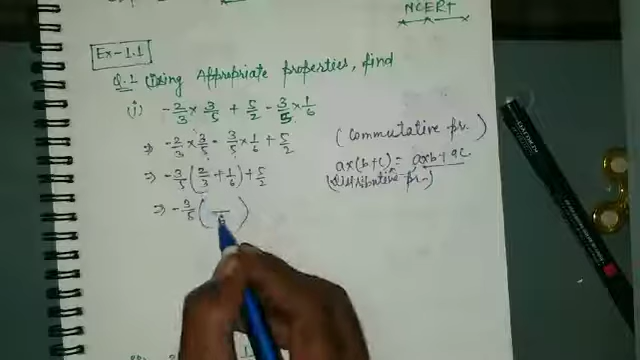 NCERT
Ex-1.1
Q.1 Using Appropriate properties, find
(i) -2/3 × 3/5 + 5/2 - 3/5 × 1/6
⇒ -2/3 × 3/5 - 3/5 × 1/6 + 5/2
(Commutative pr.)
⇒ -3/5 (2/3 + 1/6) + 5/2
a×(b+c) = a×b + ac
(distributive pr.)
⇒ -3/5 ( /6 )